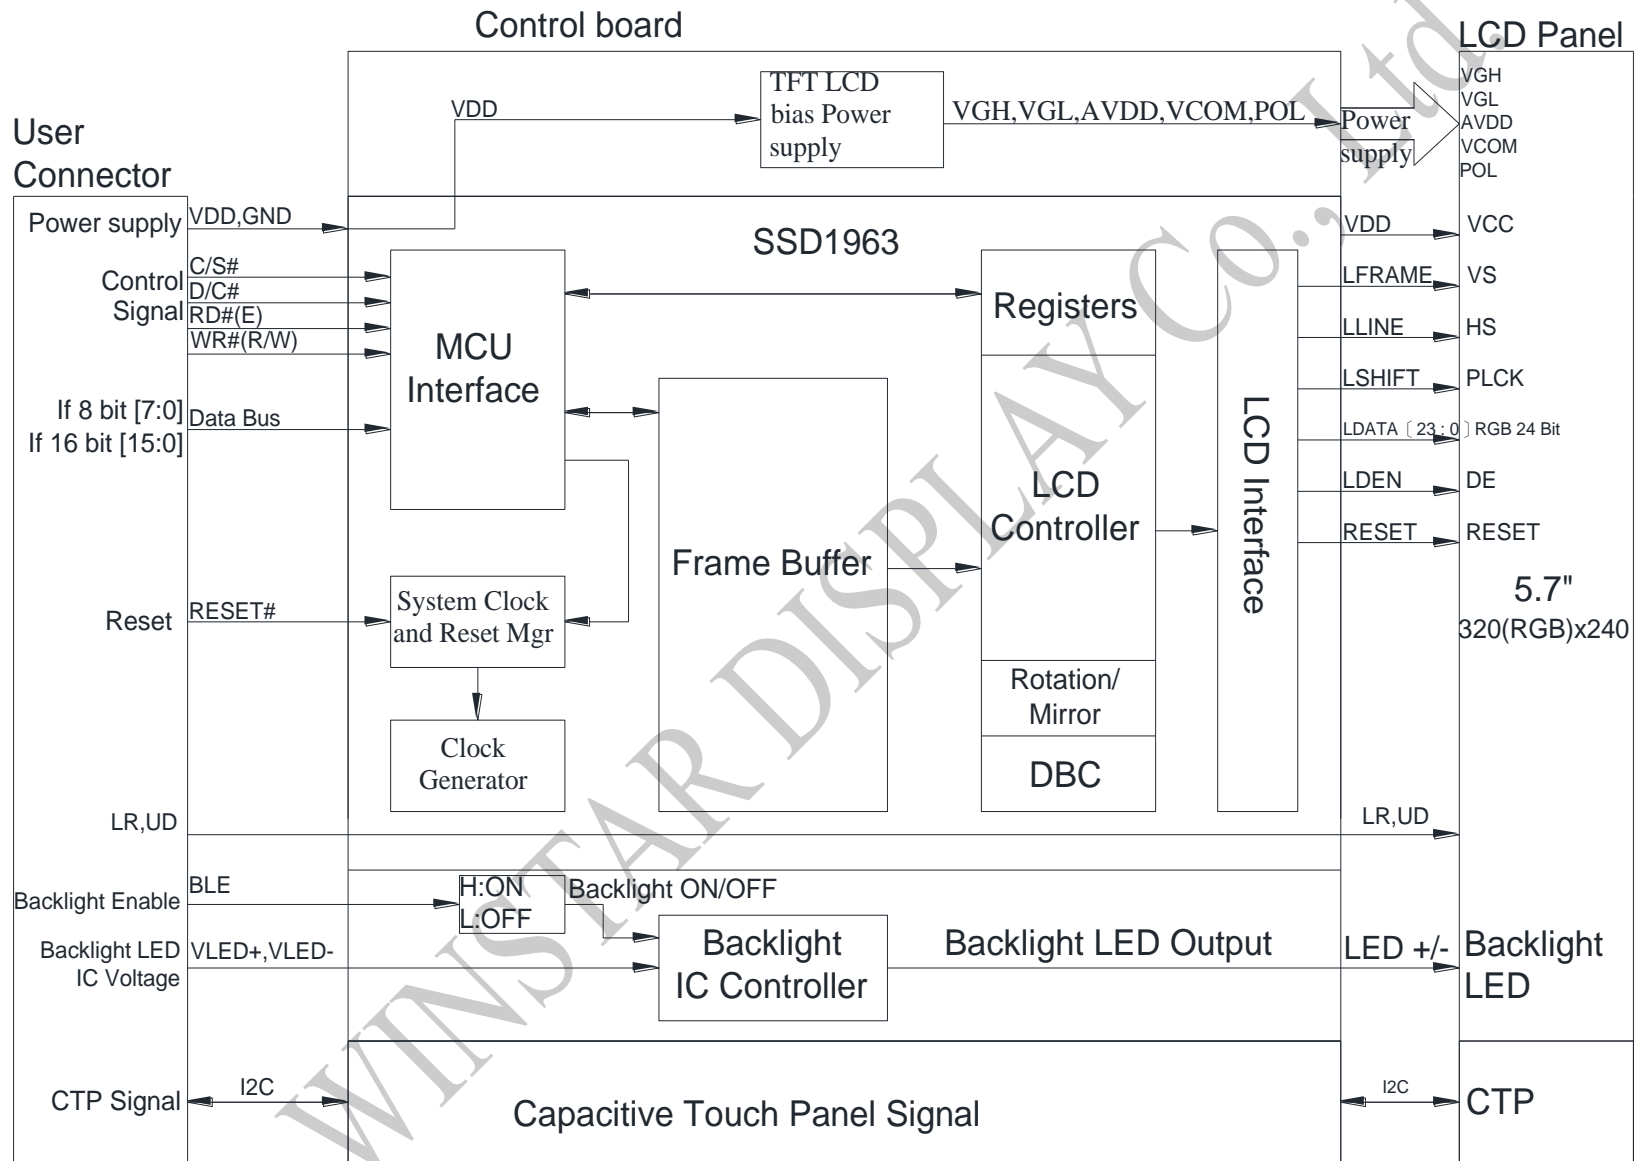 Control board
LCD Panel
User
Connector
VDD
TFT LCD
bias Power
supply
VGH,VGL,AVDD,VCOM,POL
Power
supply
VGH
VGL
AVDD
VCOM
POL
Power supply
VDD,GND
SSD1963
VDD
VCC
Control
Signal
C/S#
D/C#
RD#(E)
WR#(R/W)
MCU
Interface
Registers
LFRAME
VS
LLINE
HS
LSHIFT
PLCK
If 8 bit [7:0]
If 16 bit [15:0]
Data Bus
LDATA〔23:0〕RGB 24 Bit
LCD Interface
LCD
Controller
LDEN
DE
RESET
RESET
Frame Buffer
5.7"
320(RGB)x240
Reset
RESET#
System Clock
and Reset Mgr
Rotation/
Mirror
Clock
Generator
DBC
LR,UD
LR,UD
Backlight Enable
BLE
H:ON
L:OFF
Backlight ON/OFF
Backlight LED
IC Voltage
VLED+,VLED-
Backlight
IC Controller
Backlight LED Output
LED +/-
Backlight
LED
CTP Signal
I2C
Capacitive Touch Panel Signal
I2C
CTP
WINSTAR DISPLAY Co., Ltd.